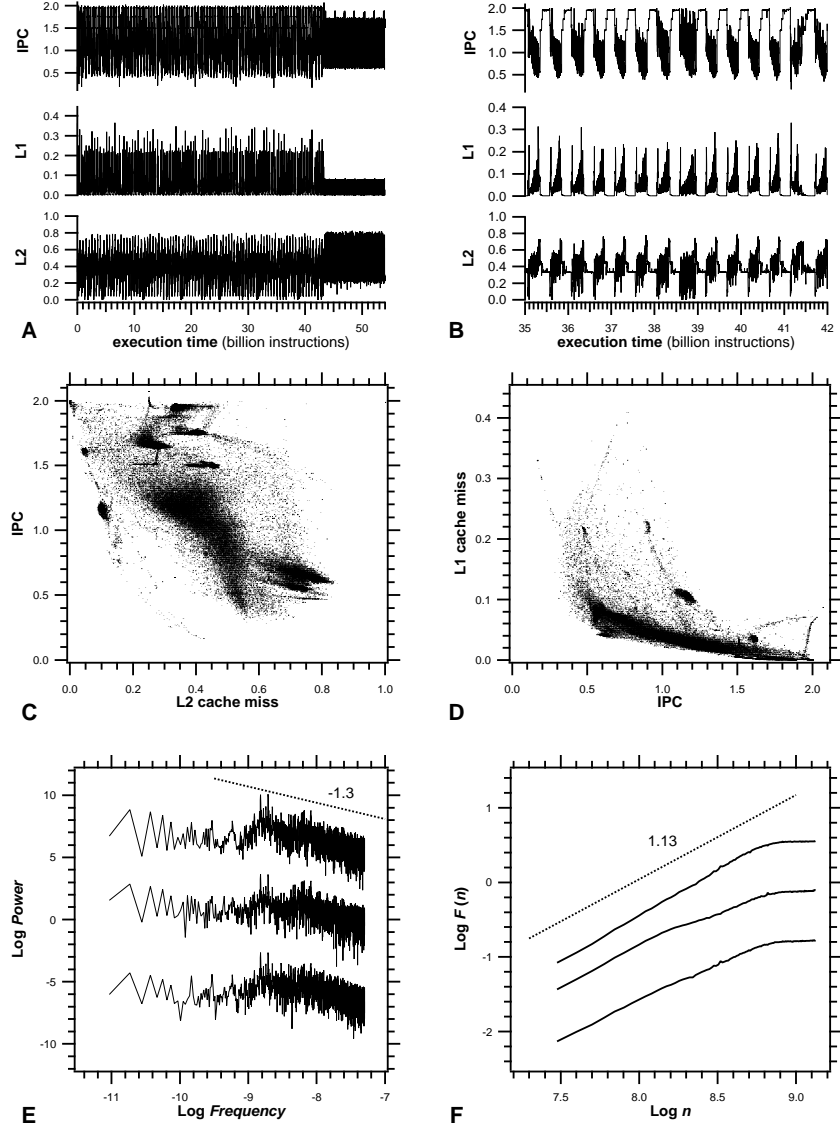 2.0
1.5
1.0
0.5
IPC
0.4
0.3
0.2
0.1
0.0
L1
1.0
0.8
0.6
0.4
0.2
0.0
L2
0 10 20 30 40 50
A execution time (billion instructions)
2.0
1.5
1.0
0.5
IPC
0.4
0.3
0.2
0.1
0.0
L1
1.0
0.8
0.6
0.4
0.2
0.0
L2
35 36 37 38 39 40 41 42
B execution time (billion instructions)
2.0
1.5
1.0
0.5
0.0
IPC
0.0 0.2 0.4 0.6 0.8 1.0
C L2 cache miss
0.4
0.3
0.2
0.1
0.0
L1 cache miss
0.0 0.5 1.0 1.5 2.0
D IPC
-1.3
10
5
0
-5
-10
Log Power
-11 -10 -9 -8 -7
E Log Frequency
1.13
1
0
-1
-2
Log F (n)
7.5 8.0 8.5 9.0
F Log n